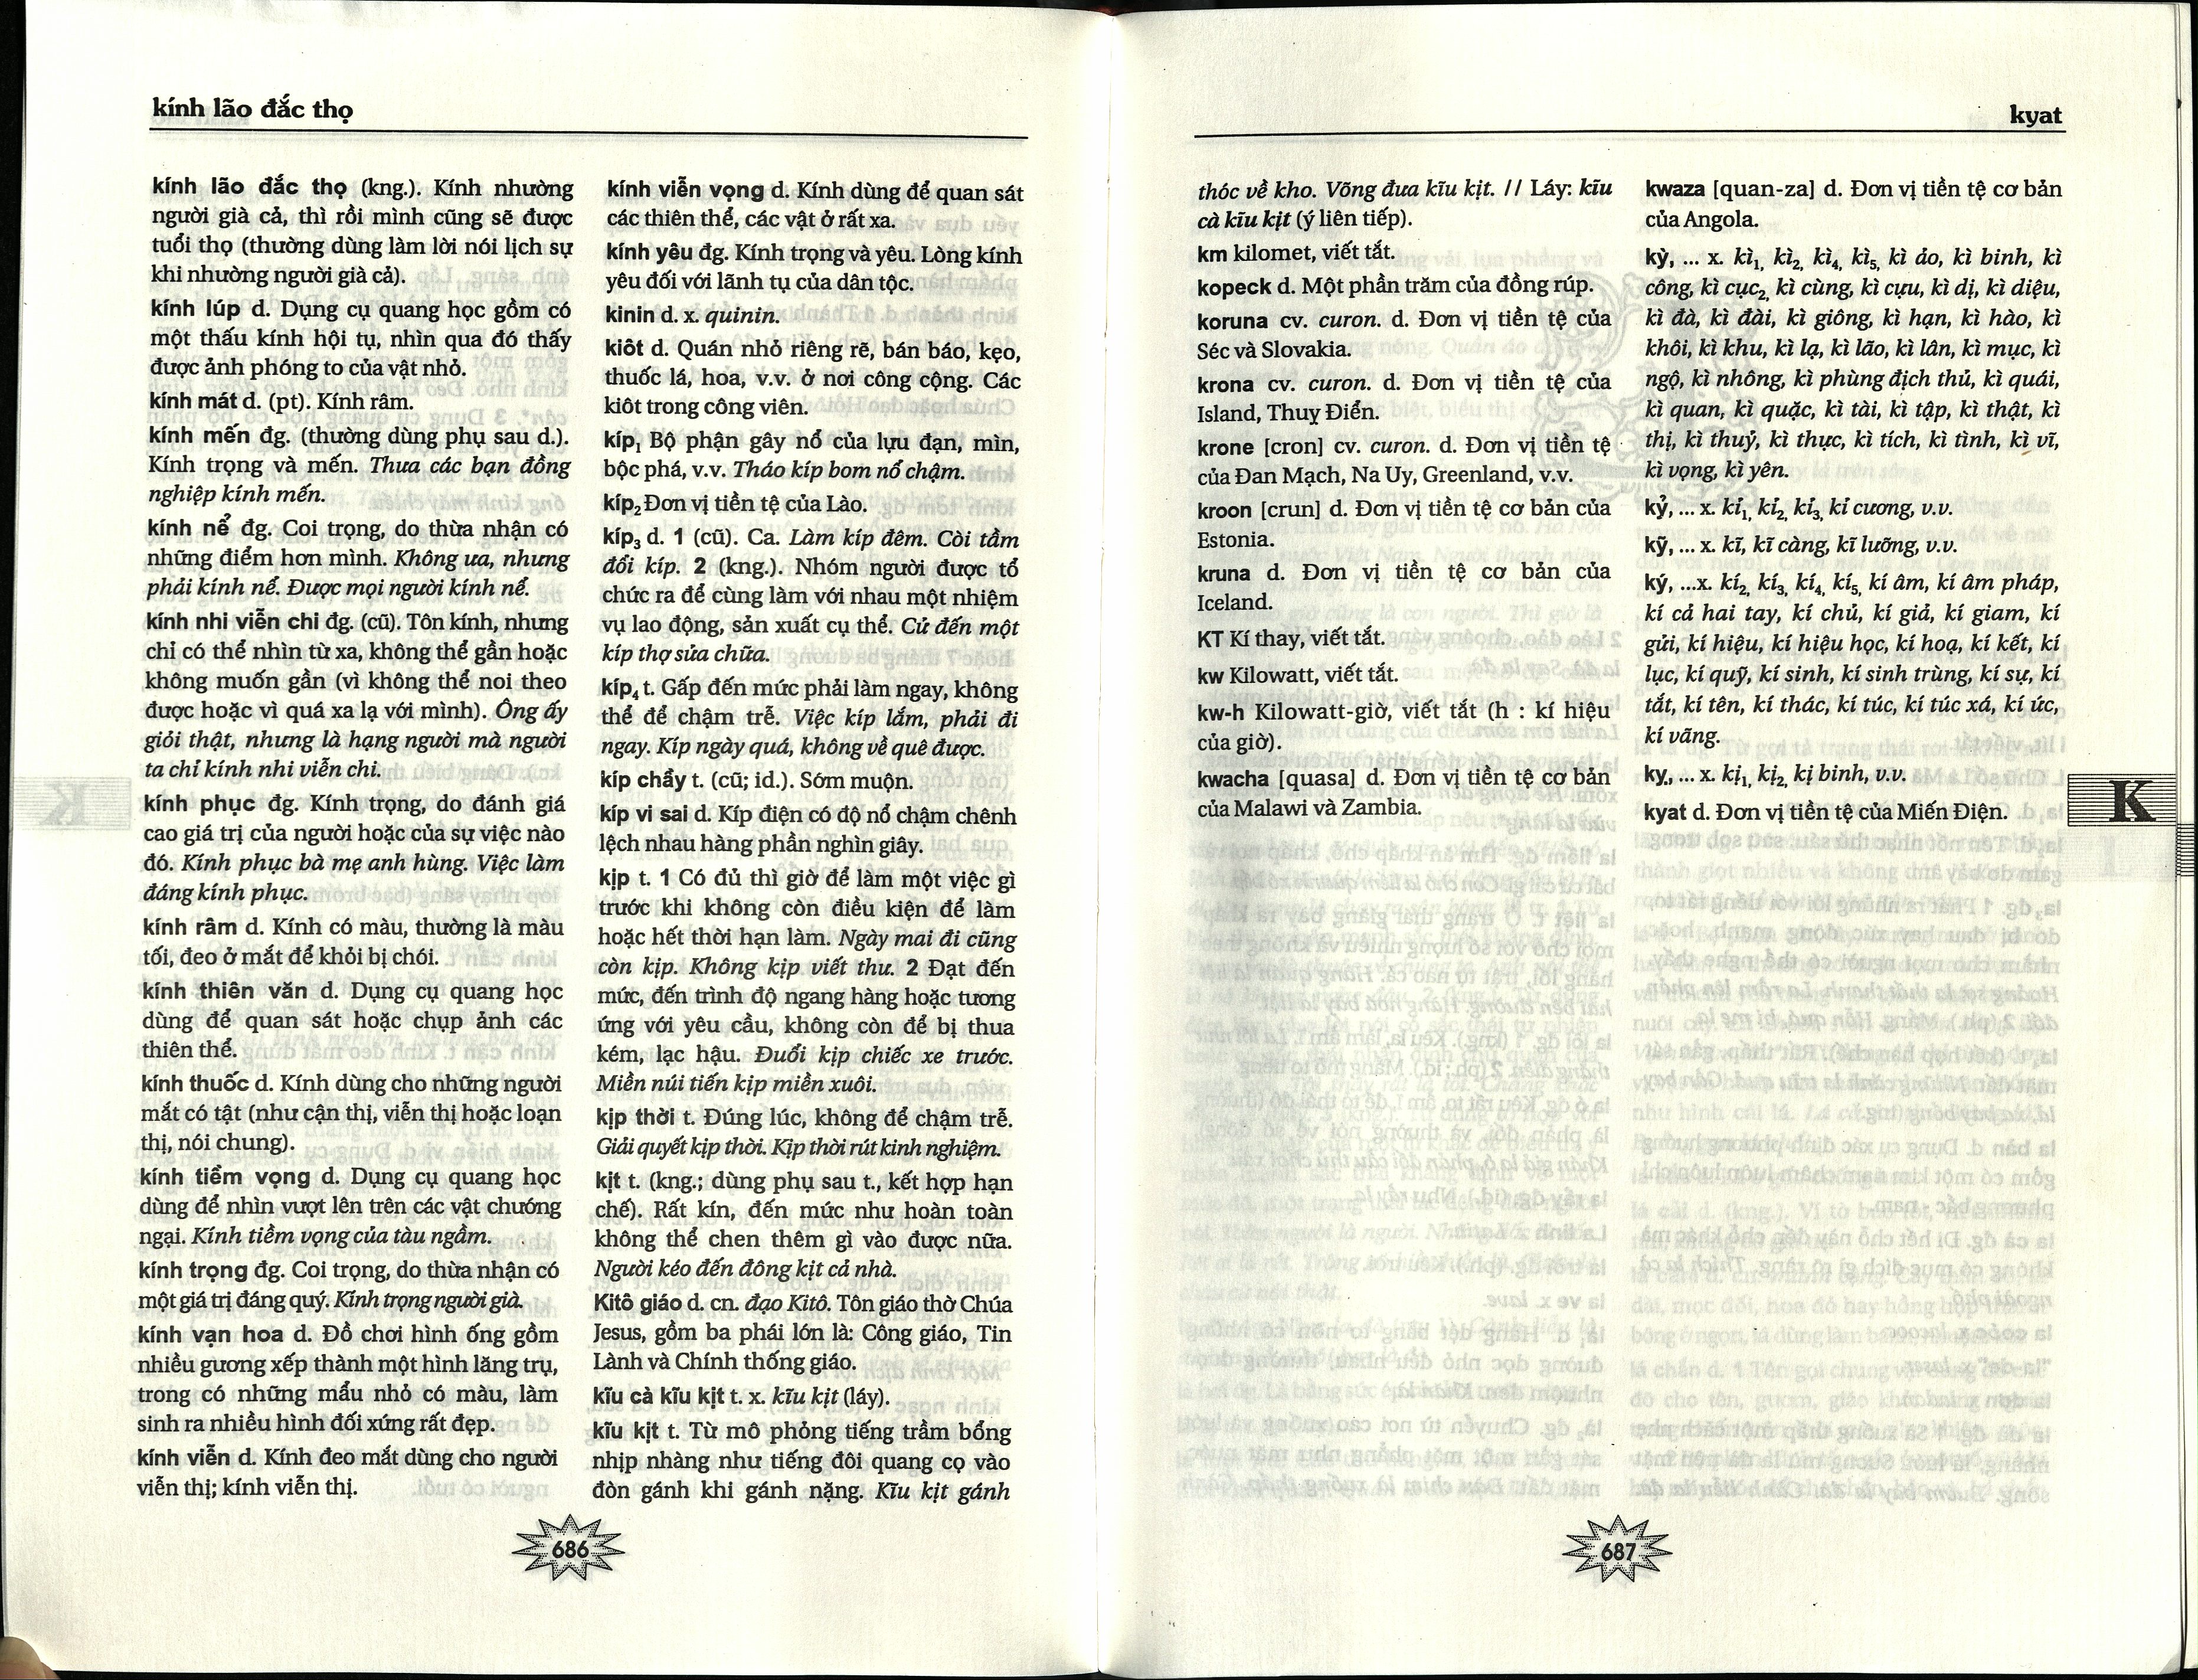 kính lão đắc thọ
kính lão đắc thọ (kng.). Kính nhường
người già cả, thì rồi mình cũng sẽ được
tuổi thọ (thường dùng làm lời nói lịch sự
khi nhường người già cả).
kính lúp d. Dụng cụ quang học gồm có
một thấu kính hội tụ, nhìn qua đó thấy
được ảnh phóng to của vật nhỏ.
kính mát d. (pt). Kính râm.
kính mến đg. (thường dùng phụ sau d.).
Kính trọng và mến. Thưa các bạn đồng
nghiệp kính mến.
kính nể đg. Coi trọng, do thừa nhận có
những điểm hơn mình. Không ưa, nhưng
phải kính nể. Được mọi người kính nể.
kính nhi viễn chi đg. (cũ). Tôn kính, nhưng
chỉ có thể nhìn từ xa, không thể gần hoặc
không muốn gần (vì không thể noi theo
được hoặc vì quá xa lạ với mình). Ông ấy
giỏi thật, nhưng là hạng người mà người
ta chỉ kính nhi viễn chi.
kính phục đg. Kính trọng, do đánh giá
cao giá trị của người hoặc của sự việc nào
đó. Kính phục bà mẹ anh hùng. Việc làm
đáng kính phục.
kính râm d. Kính có màu, thường là màu
tối, đeo ở mắt để khỏi bị chói.
kính thiên văn d. Dụng cụ quang học
dùng để quan sát hoặc chụp ảnh các
thiên thể.
kính thuốc d. Kính dùng cho những người
mắt có tật (như cận thị, viễn thị hoặc loạn
thị, nói chung).
kính tiềm vọng d. Dụng cụ quang học
dùng để nhìn vượt lên trên các vật chướng
ngại. Kính tiềm vọng của tàu ngầm.
kính trọng đg. Coi trọng, do thừa nhận có
một giá trị đáng quý. Kính trọng người già.
kính vạn hoa d. Đồ chơi hình ống gồm
nhiều gương xếp thành một hình lăng trụ,
trong có những mẩu nhỏ có màu, làm
sinh ra nhiều hình đối xứng rất đẹp.
kính viễn d. Kính đeo mắt dùng cho người
viễn thị; kính viễn thị.
kính viễn vọng d. Kính dùng để quan sát
các thiên thể, các vật ở rất xa.
kính yêu đg. Kính trọng và yêu. Lòng kính
yêu đối với lãnh tụ của dân tộc.
kinin d. x. quinin.
kiôt d. Quán nhỏ riêng rẽ, bán báo, kẹo,
thuốc lá, hoa, v.v. ở nơi công cộng. Các
kiôt trong công viên.
kíp₁ Bộ phận gây nổ của lựu đạn, mìn,
bộc phá, v.v. Tháo kíp bom nổ chậm.
kíp₂ Đơn vị tiền tệ của Lào.
kíp₃ d. 1 (cũ). Ca. Làm kíp đêm. Còi tầm
đổi kíp. 2 (kng.). Nhóm người được tổ
chức ra để cùng làm với nhau một nhiệm
vụ lao động, sản xuất cụ thể. Cử đến một
kíp thợ sửa chữa.
kíp₄ t. Gấp đến mức phải làm ngay, không
thể để chậm trễ. Việc kíp lắm, phải đi
ngay. Kíp ngày quá, không về quê được.
kíp chầy t. (cũ; id.). Sớm muộn.
kíp vi sai d. Kíp điện có độ nổ chậm chênh
lệch nhau hàng phần nghìn giây.
kịp t. 1 Có đủ thì giờ để làm một việc gì
trước khi không còn điều kiện để làm
hoặc hết thời hạn làm. Ngày mai đi cũng
còn kịp. Không kịp viết thư. 2 Đạt đến
mức, đến trình độ ngang hàng hoặc tương
ứng với yêu cầu, không còn để bị thua
kém, lạc hậu. Đuổi kịp chiếc xe trước.
Miền núi tiến kịp miền xuôi.
kịp thời t. Đúng lúc, không để chậm trễ.
Giải quyết kịp thời. Kịp thời rút kinh nghiệm.
kịt t. (kng.; dùng phụ sau t., kết hợp hạn
chế). Rất kín, đến mức như hoàn toàn
không thể chen thêm gì vào được nữa.
Người kéo đến đông kịt cả nhà.
Kitô giáo d. cn. đạo Kitô. Tôn giáo thờ Chúa
Jesus, gồm ba phái lớn là: Công giáo, Tin
Lành và Chính thống giáo.
kĩu cà kĩu kịt t. x. kĩu kịt (láy).
kĩu kịt t. Từ mô phỏng tiếng trầm bổng
nhịp nhàng như tiếng đôi quang cọ vào
đòn gánh khi gánh nặng. Kĩu kịt gánh
686
kyat
thóc về kho. Võng đưa kĩu kịt. // Láy: kĩu
cà kĩu kịt (ý liên tiếp).
km kilomet, viết tắt.
kopeck d. Một phần trăm của đồng rúp.
koruna cv. curon. d. Đơn vị tiền tệ của
Séc và Slovakia.
krona cv. curon. d. Đơn vị tiền tệ của
Island, Thuỵ Điển.
krone [cron] cv. curon. d. Đơn vị tiền tệ
của Đan Mạch, Na Uy, Greenland, v.v.
kroon [crun] d. Đơn vị tiền tệ cơ bản của
Estonia.
kruna d. Đơn vị tiền tệ cơ bản của
Iceland.
KT Kí thay, viết tắt.
kw Kilowatt, viết tắt.
kw-h Kilowatt-giờ, viết tắt (h : kí hiệu
của giờ).
kwacha [quasa] d. Đơn vị tiền tệ cơ bản
của Malawi và Zambia.
kwaza [quan-za] d. Đơn vị tiền tệ cơ bản
của Angola.
kỳ, ... x. kì₁, kì₂, kì₄, kì₅, kì ảo, kì binh, kì
công, kì cục₂, kì cùng, kì cựu, kì dị, kì diệu,
kì đà, kì đài, kì giông, kì hạn, kì hào, kì
khôi, kì khu, kì lạ, kì lão, kì lân, kì mục, kì
ngộ, kì nhông, kì phùng địch thủ, kì quái,
kì quan, kì quặc, kì tài, kì tập, kì thật, kì
thị, kì thuỷ, kì thực, kì tích, kì tình, kì vĩ,
kì vọng, kì yên.
kỷ, ... x. kỉ₁, kỉ₂, kỉ₃, kỉ cương, v.v.
kỹ, ... x. kĩ, kĩ càng, kĩ lưỡng, v.v.
ký, ...x. kí₂, kí₃, kí₄, kí₅, kí âm, kí âm pháp,
kí cả hai tay, kí chủ, kí giả, kí giam, kí
gửi, kí hiệu, kí hiệu học, kí hoạ, kí kết, kí
lục, kí quỹ, kí sinh, kí sinh trùng, kí sự, kí
tắt, kí tên, kí thác, kí túc, kí túc xá, kí ức,
kí vãng.
kỵ, ... x. kị₁, kị₂, kị binh, v.v.
kyat d. Đơn vị tiền tệ của Miến Điện.
K
687